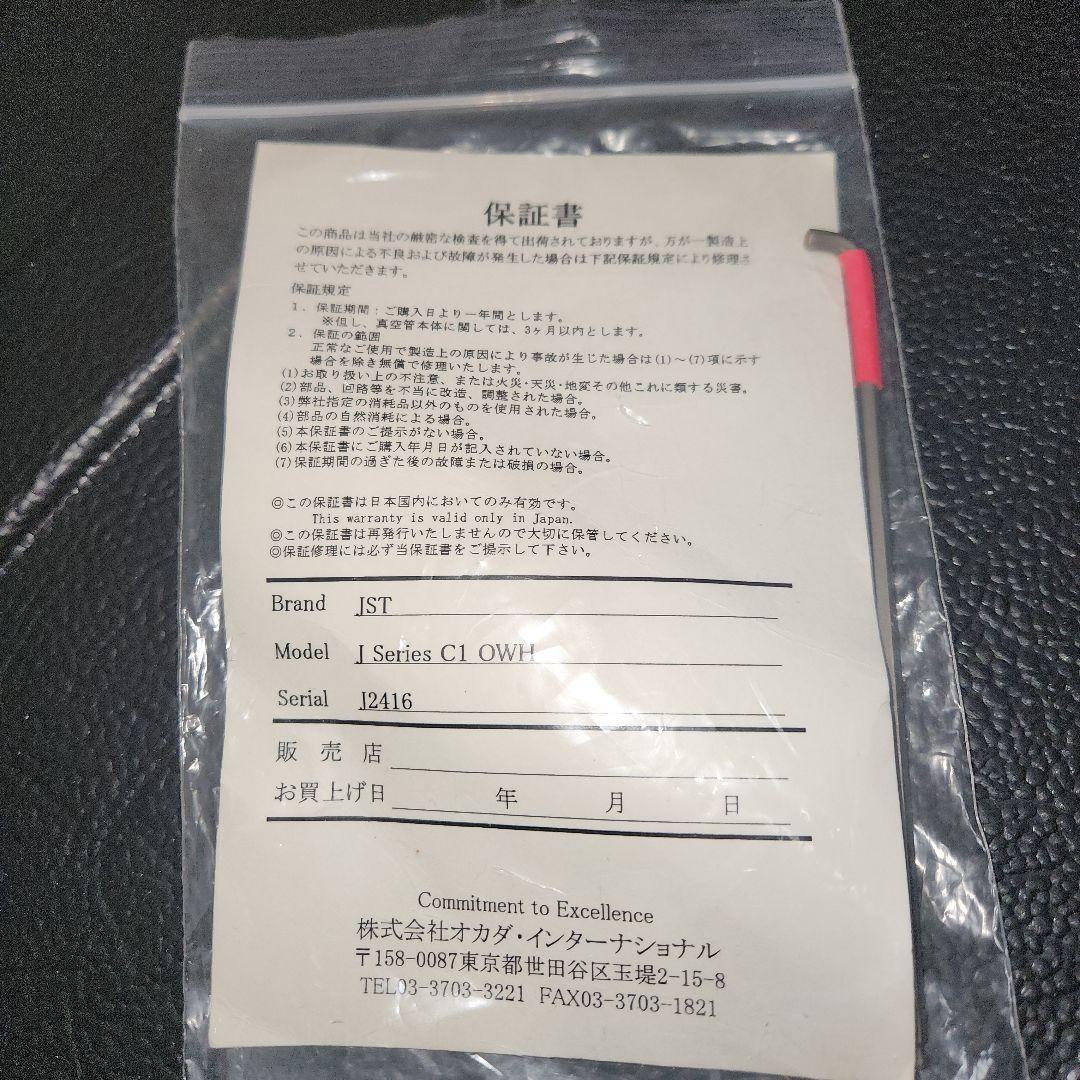 保証書
この商品は当社の厳密な検査を得て出荷されておりますが、万が一製造上
の原因による不良および故障が発生した場合は下記保証規定により修理さ
せていただきます。
保証規定
1．保証期間：ご購入日より一年間とします。
※但し、真空管本体に関しては、3ヶ月以内とします。
2．保証の範囲
正常なご使用で製造上の原因により事故が生じた場合は(1)～(7)項に示す
場合を除き無償で修理いたします。
(1)お取り扱い上の不注意、または火災・天災・地変その他これに類する災害。
(2)部品、回路等を不当に改造、調整された場合。
(3)弊社指定の消耗品以外のものを使用された場合。
(4)部品の自然消耗による場合。
(5)本保証書のご提示がない場合。
(6)本保証書にご購入年月日が記入されていない場合。
(7)保証期間の過ぎた後の故障または破損の場合。
◎この保証書は日本国内においてのみ有効です。
This warranty is valid only in Japan.
◎この保証書は再発行いたしませんので大切に保管してください。
◎保証修理には必ず当保証書をご提示して下さい。
Brand JST
Model J Series C1 OWH
Serial J2416
販売店
お買上げ日 年 月 日
Commitment to Excellence
株式会社オカダ・インターナショナル
〒158-0087東京都世田谷区玉堤2-15-8
TEL03-3703-3221 FAX03-3703-1821